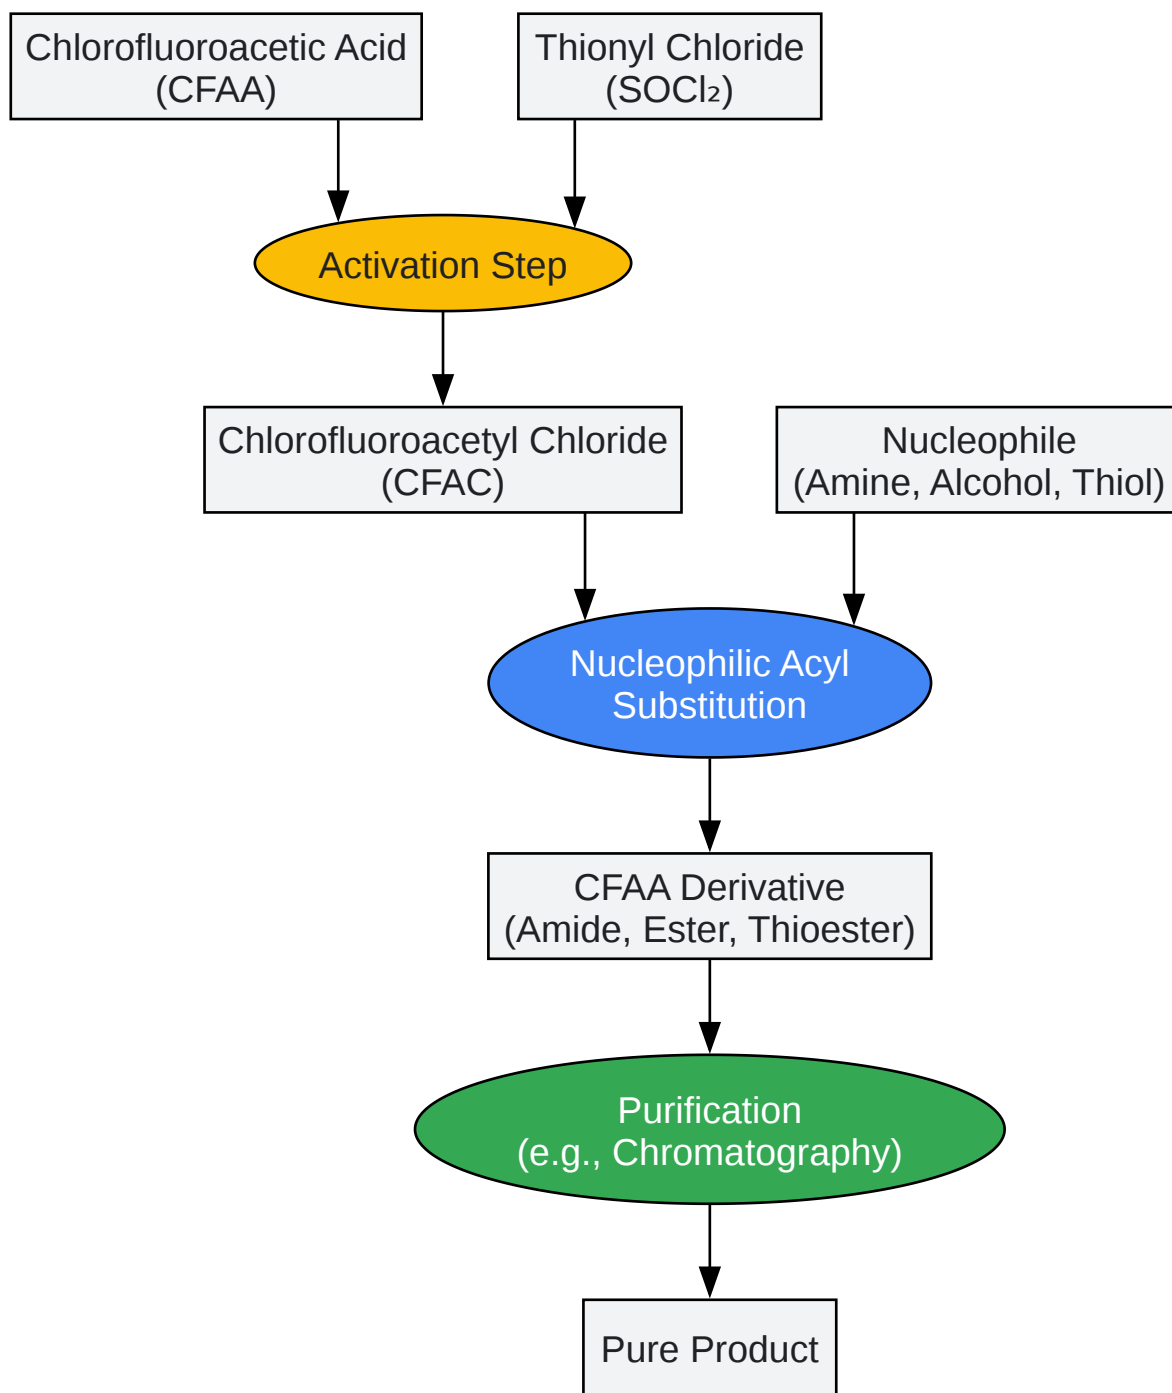 Chlorofluoroacetic Acid
(CFAA)
Thionyl Chloride
(SOCl₂)
Activation Step
Chlorofluoroacetyl Chloride
(CFAC)
Nucleophile
(Amine, Alcohol, Thiol)
Nucleophilic Acyl
Substitution
CFAA Derivative
(Amide, Ester, Thioester)
Purification
(e.g., Chromatography)
Pure Product